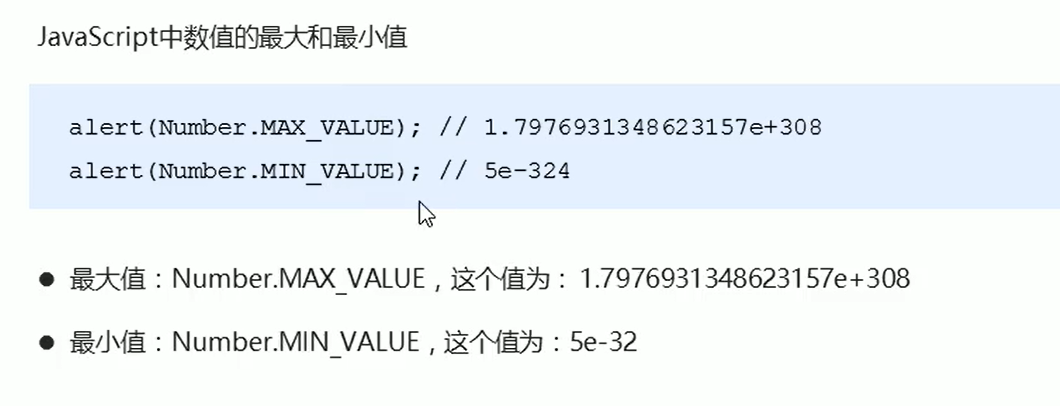 JavaScript中数值的最大和最小值
alert(Number.MAX_VALUE); // 1.7976931348623157e+308
alert(Number.MIN_VALUE); // 5e-324
● 最大值：Number.MAX_VALUE，这个值为： 1.7976931348623157e+308
● 最小值：Number.MIN_VALUE，这个值为：5e-32